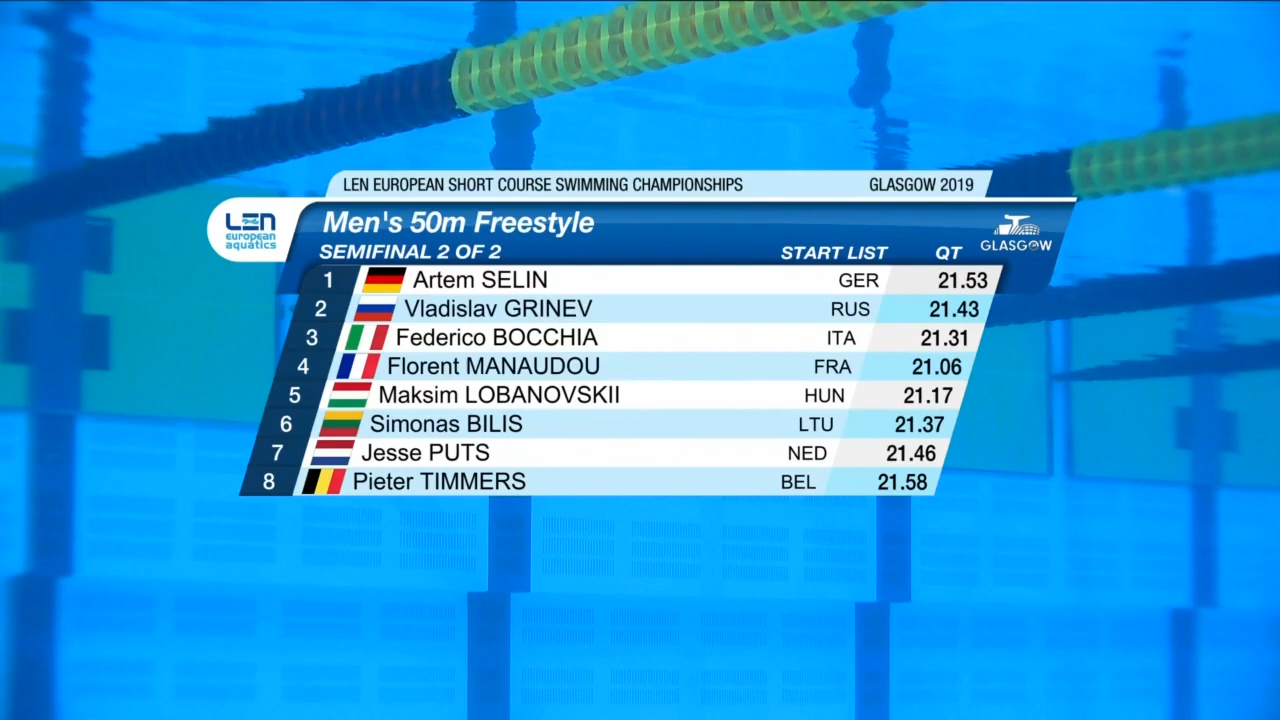 LEN EUROPEAN SHORT COURSE SWIMMING CHAMPIONSHIPS GLASGOW 2019
LEN european aquatics
Men's 50m Freestyle
GLASGOW
SEMIFINAL 2 OF 2 START LIST QT
1 Artem SELIN GER 21.53
2 Vladislav GRINEV RUS 21.43
3 Federico BOCCHIA ITA 21.31
4 Florent MANAUDOU FRA 21.06
5 Maksim LOBANOVSKII HUN 21.17
6 Simonas BILIS LTU 21.37
7 Jesse PUTS NED 21.46
8 Pieter TIMMERS BEL 21.58